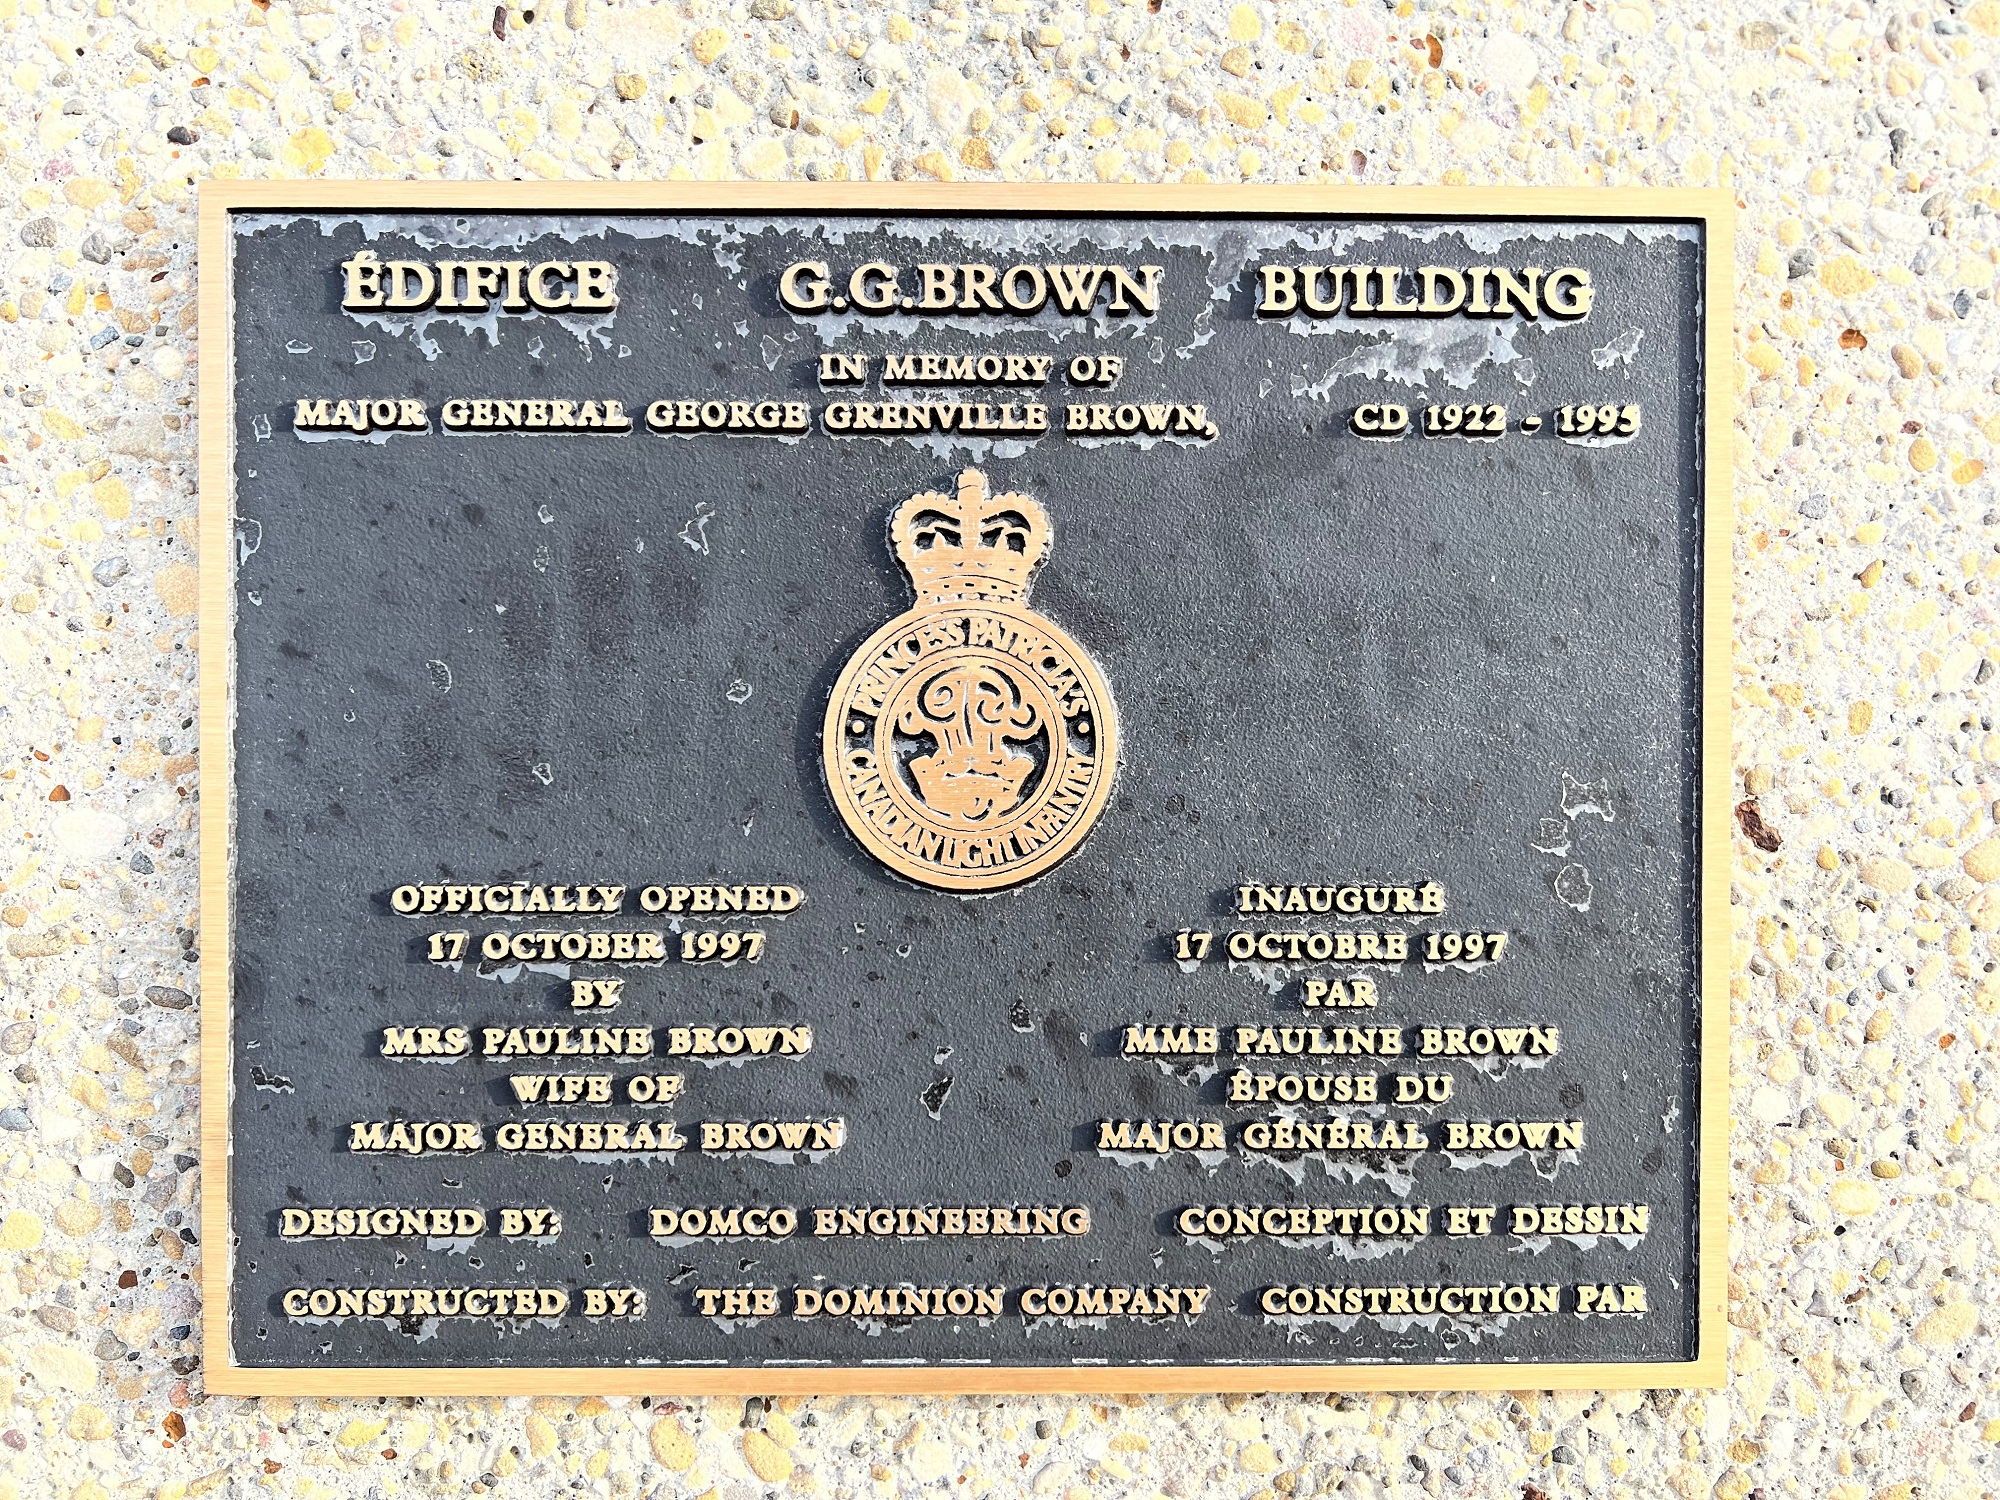 ÉDIFICE G.G.BROWN BUILDING
IN MEMORY OF
MAJOR GENERAL GEORGE GRENVILLE BROWN, CD 1922 - 1995
PRINCESS PATRICIA'S
CANADIAN LIGHT INFANTRY
OFFICIALLY OPENED
17 OCTOBER 1997
BY
MRS PAULINE BROWN
WIFE OF
MAJOR GENERAL BROWN
INAUGURÉ
17 OCTOBRE 1997
PAR
MME PAULINE BROWN
ÉPOUSE DU
MAJOR GÉNÉRAL BROWN
DESIGNED BY: DOMCO ENGINEERING CONCEPTION ET DESSIN
CONSTRUCTED BY: THE DOMINION COMPANY CONSTRUCTION PAR